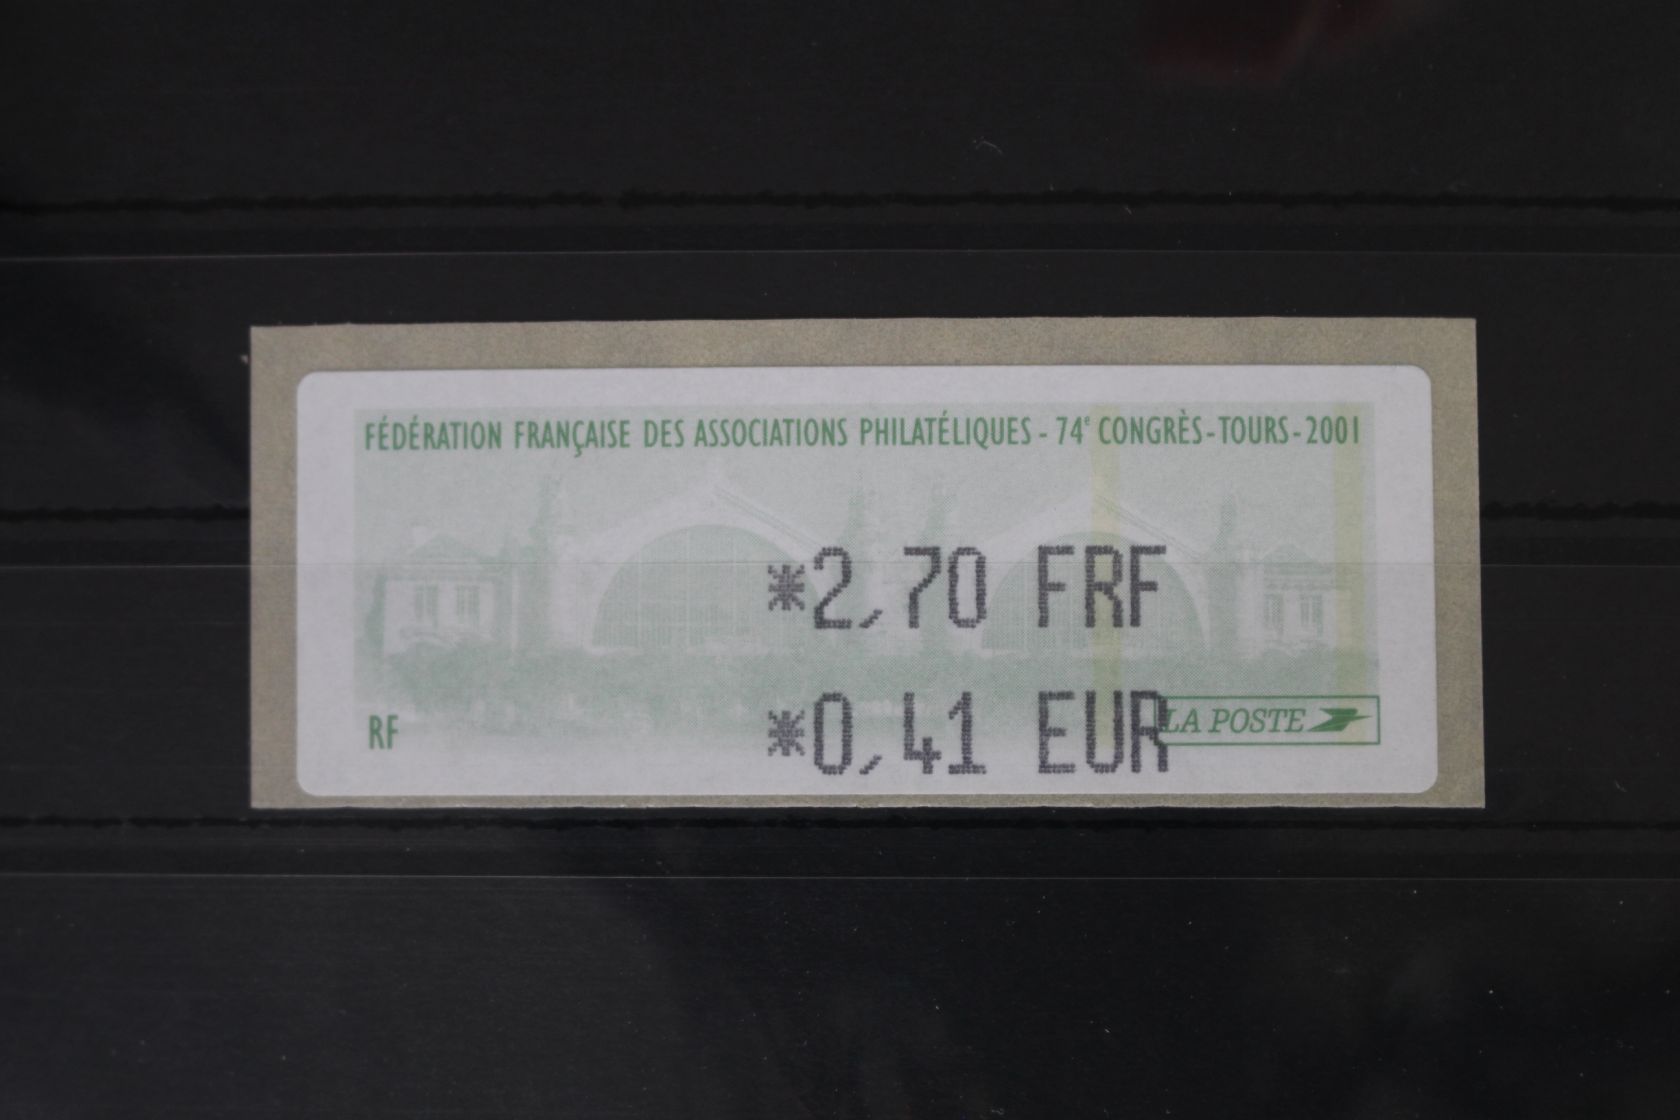 FÉDÉRATION FRANÇAISE DES ASSOCIATIONS PHILATÉLIQUES - 74e CONGRÈS - TOURS - 2001
*2,70 FRF
*0,41 EUR
LA POSTE
RF